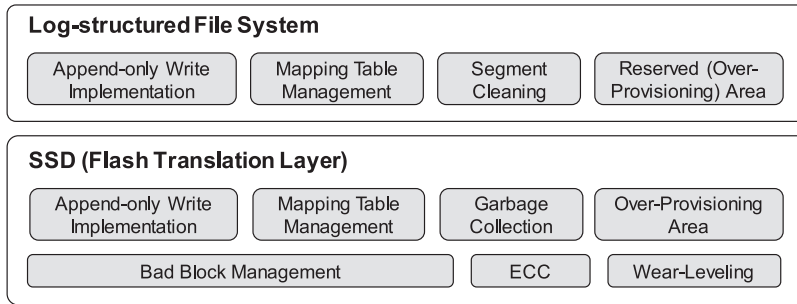 Log-structured File System
Append-only Write
Implementation
Mapping Table
Management
Segment
Cleaning
Reserved (Over-
Provisioning) Area
SSD (Flash Translation Layer)
Append-only Write
Implementation
Mapping Table
Management
Garbage
Collection
Over-Provisioning
Area
Bad Block Management
ECC
Wear-Leveling